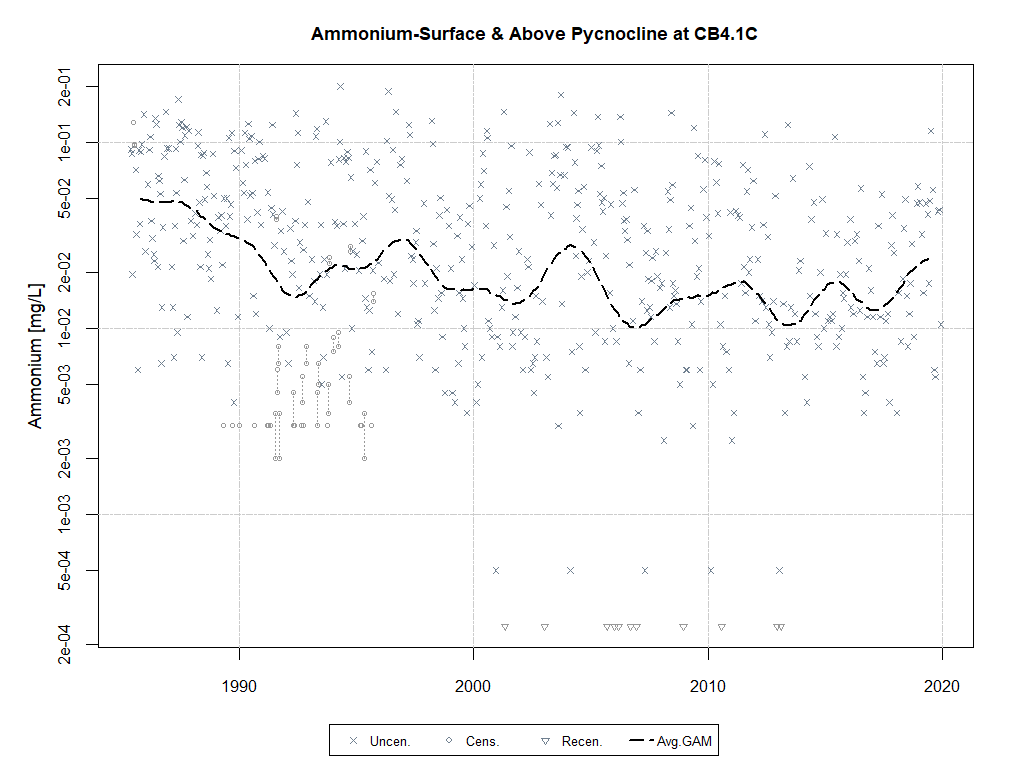 Ammonium-Surface & Above Pycnocline at CB4.1C
Ammonium [mg/L]
2e-01
1e-01
5e-02
2e-02
1e-02
5e-03
2e-03
1e-03
5e-04
2e-04
1990 2000 2010 2020
Uncen. Cens. Recen. Avg.GAM